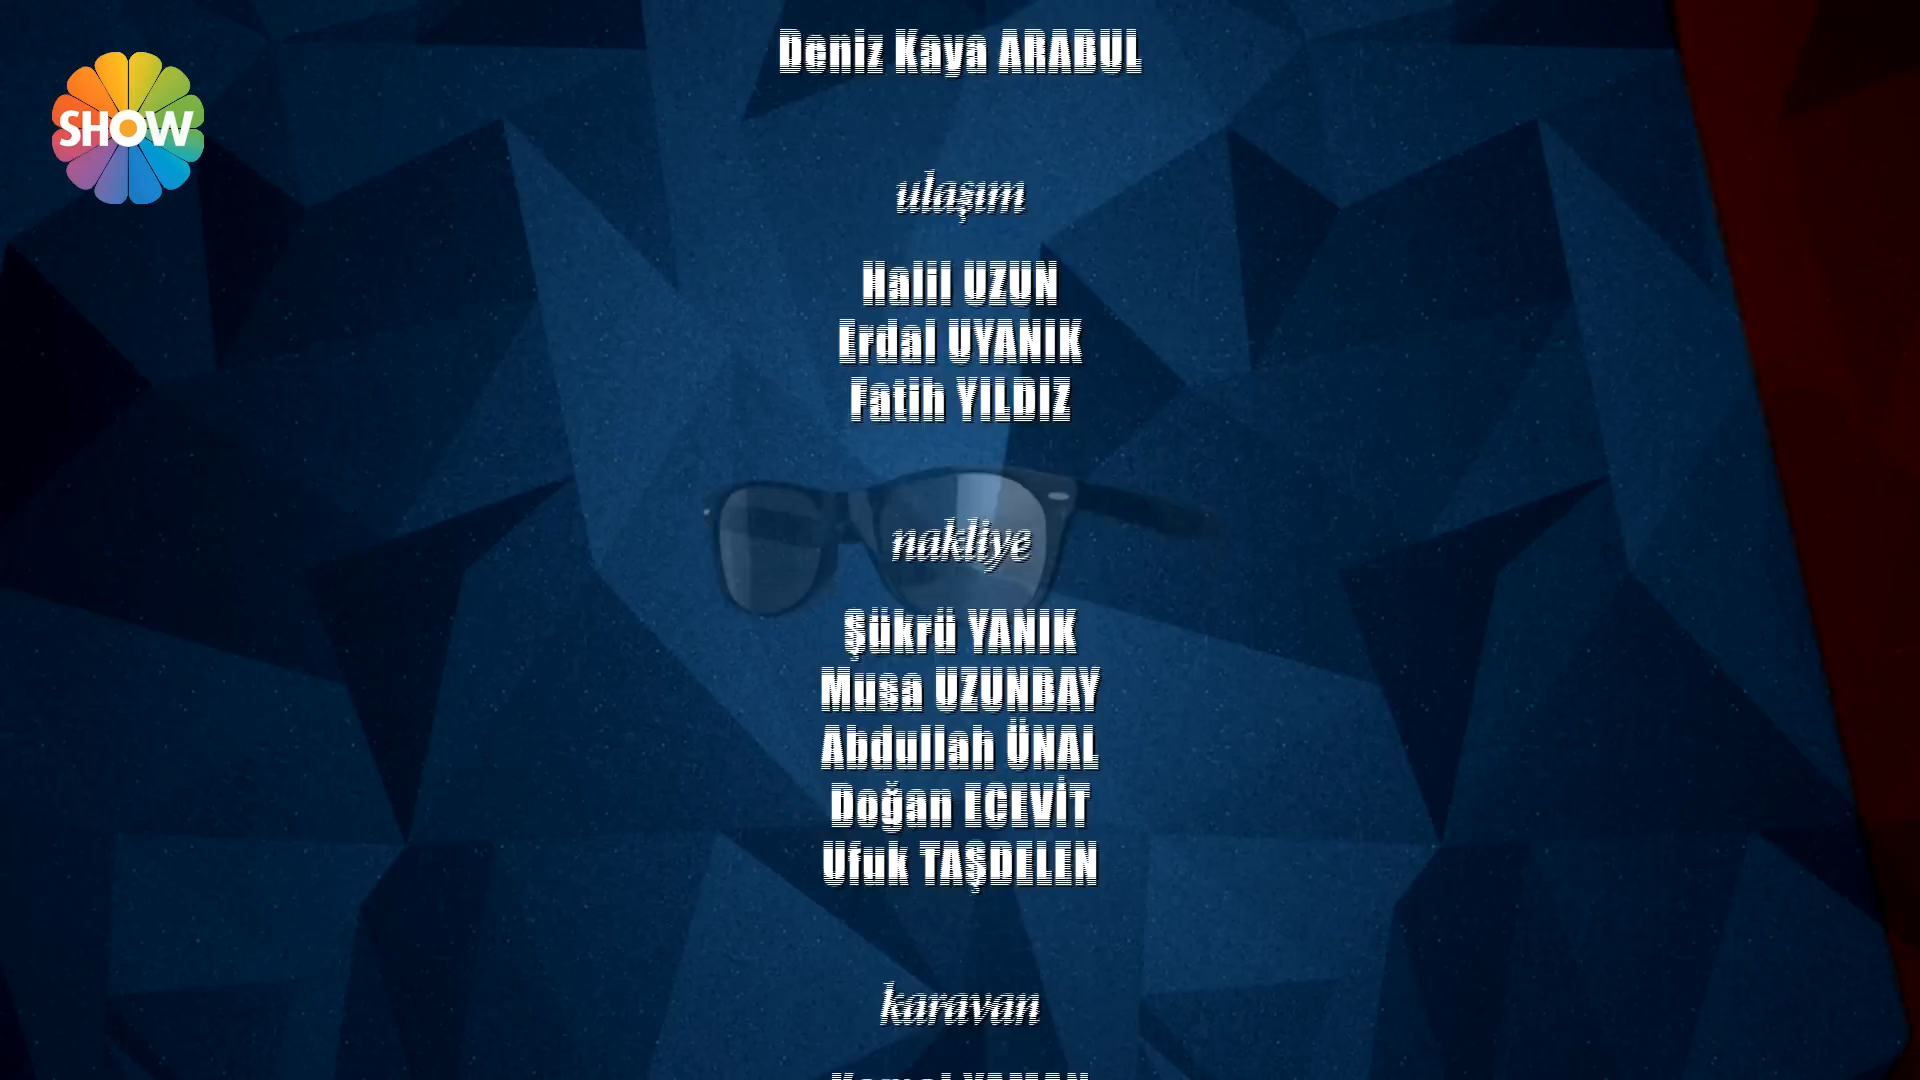 Deniz Kaya ARABUL
SHOW
ulaşım
Halil UZUN
Erdal UYANIK
Fatih YILDIZ
nakliye
Şükrü YANIK
Musa UZUNBAY
Abdullah ÜNAL
Doğan ECEVİT
Ufuk TAŞDELEN
karavan